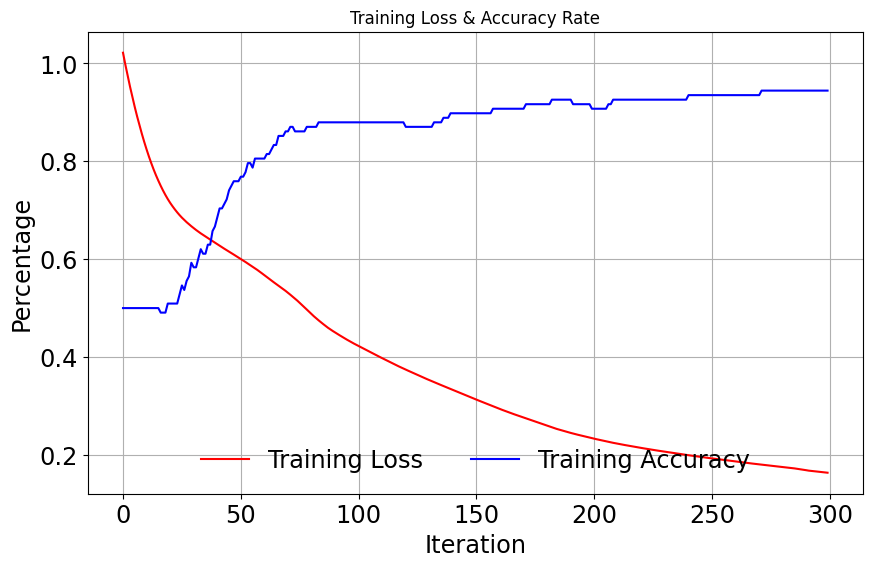 Training Loss & Accuracy Rate
Percentage
1.0
0.8
0.6
0.4
0.2
Training Loss
Training Accuracy
0 50 100 150 200 250 300
Iteration